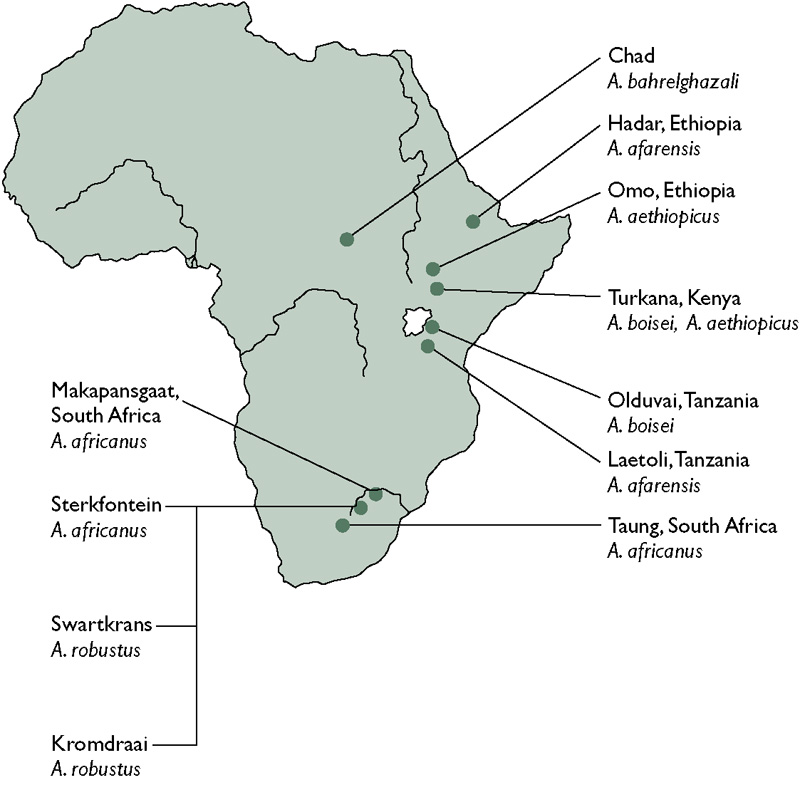 Chad
A. bahrelghazali
Hadar, Ethiopia
A. afarensis
Omo, Ethiopia
A. aethiopicus
Turkana, Kenya
A. boisei, A. aethiopicus
Olduvai, Tanzania
A. boisei
Laetoli, Tanzania
A. afarensis
Taung, South Africa
A. africanus
Makapansgaat,
South Africa
A. africanus
Sterkfontein
A. africanus
Swartkrans
A. robustus
Kromdraai
A. robustus